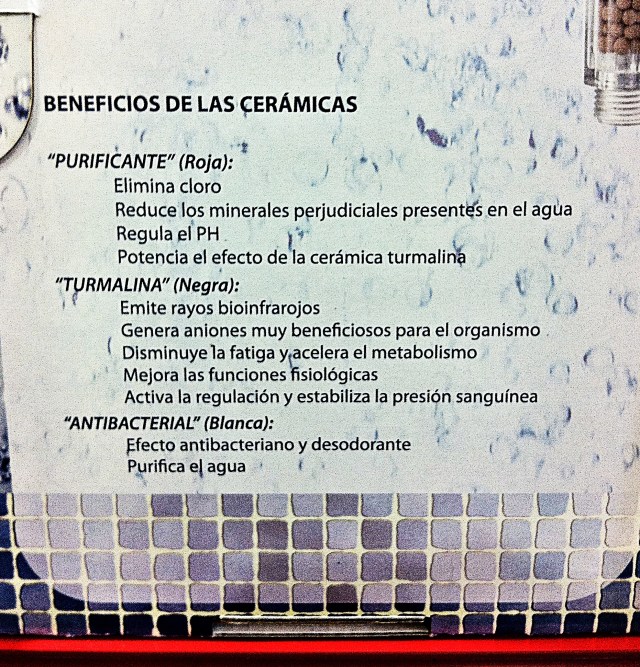 BENEFICIOS DE LAS CERÁMICAS
“PURIFICANTE” (Roja):
Elimina cloro
Reduce los minerales perjudiciales presentes en el agua
Regula el PH
Potencia el efecto de la cerámica turmalina
“TURMALINA” (Negra):
Emite rayos bioinfrarojos
Genera aniones muy beneficiosos para el organismo
Disminuye la fatiga y acelera el metabolismo
Mejora las funciones fisiológicas
Activa la regulación y estabiliza la presión sanguínea
“ANTIBACTERIAL” (Blanca):
Efecto antibacteriano y desodorante
Purifica el agua